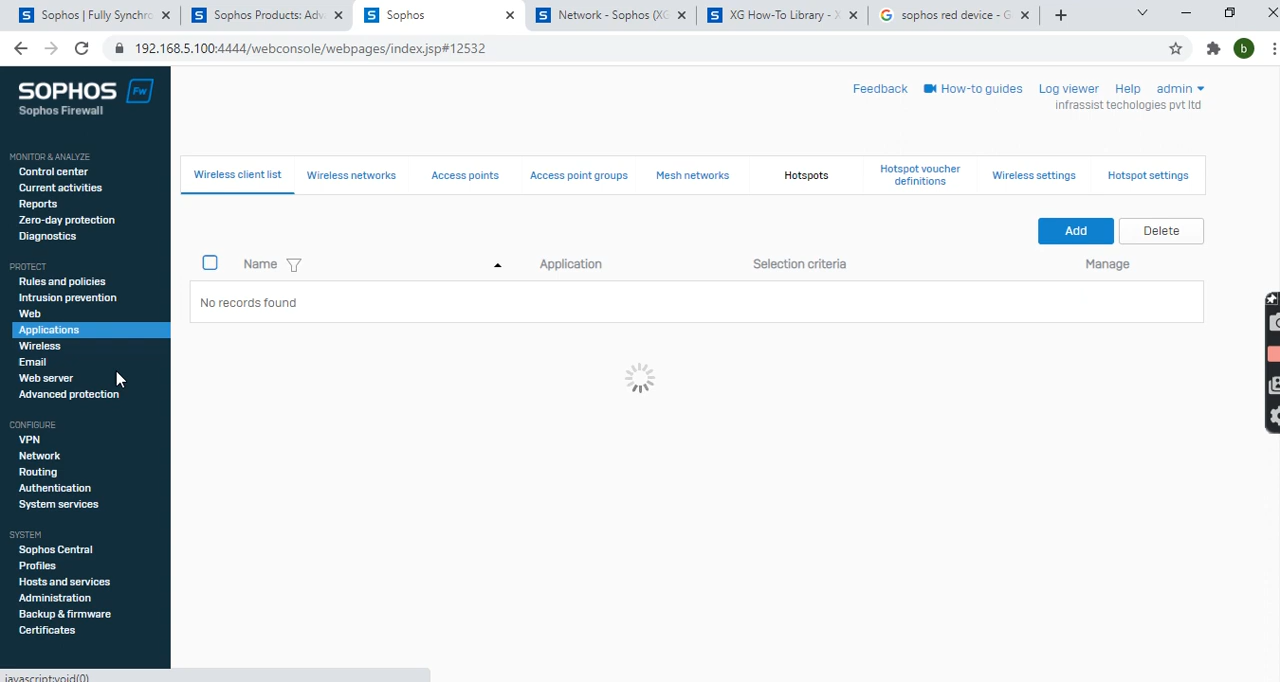 Sophos | Fully Synchro
Sophos Products: Adv
Sophos
Network - Sophos (XG
XG How-To Library - X
sophos red device - G
192.168.5.100:4444/webconsole/webpages/index.jsp#12532
b
SOPHOS Fw
Sophos Firewall
Feedback
How-to guides
Log viewer
Help
admin
infrassist techologies pvt ltd
MONITOR & ANALYZE
Control center
Current activities
Reports
Zero-day protection
Diagnostics
PROTECT
Rules and policies
Intrusion prevention
Web
Applications
Wireless
Email
Web server
Advanced protection
CONFIGURE
VPN
Network
Routing
Authentication
System services
SYSTEM
Sophos Central
Profiles
Hosts and services
Administration
Backup & firmware
Certificates
Wireless client list
Wireless networks
Access points
Access point groups
Mesh networks
Hotspots
Hotspot voucher
definitions
Wireless settings
Hotspot settings
Add
Delete
Name
Application
Selection criteria
Manage
No records found
javascript:void(0)